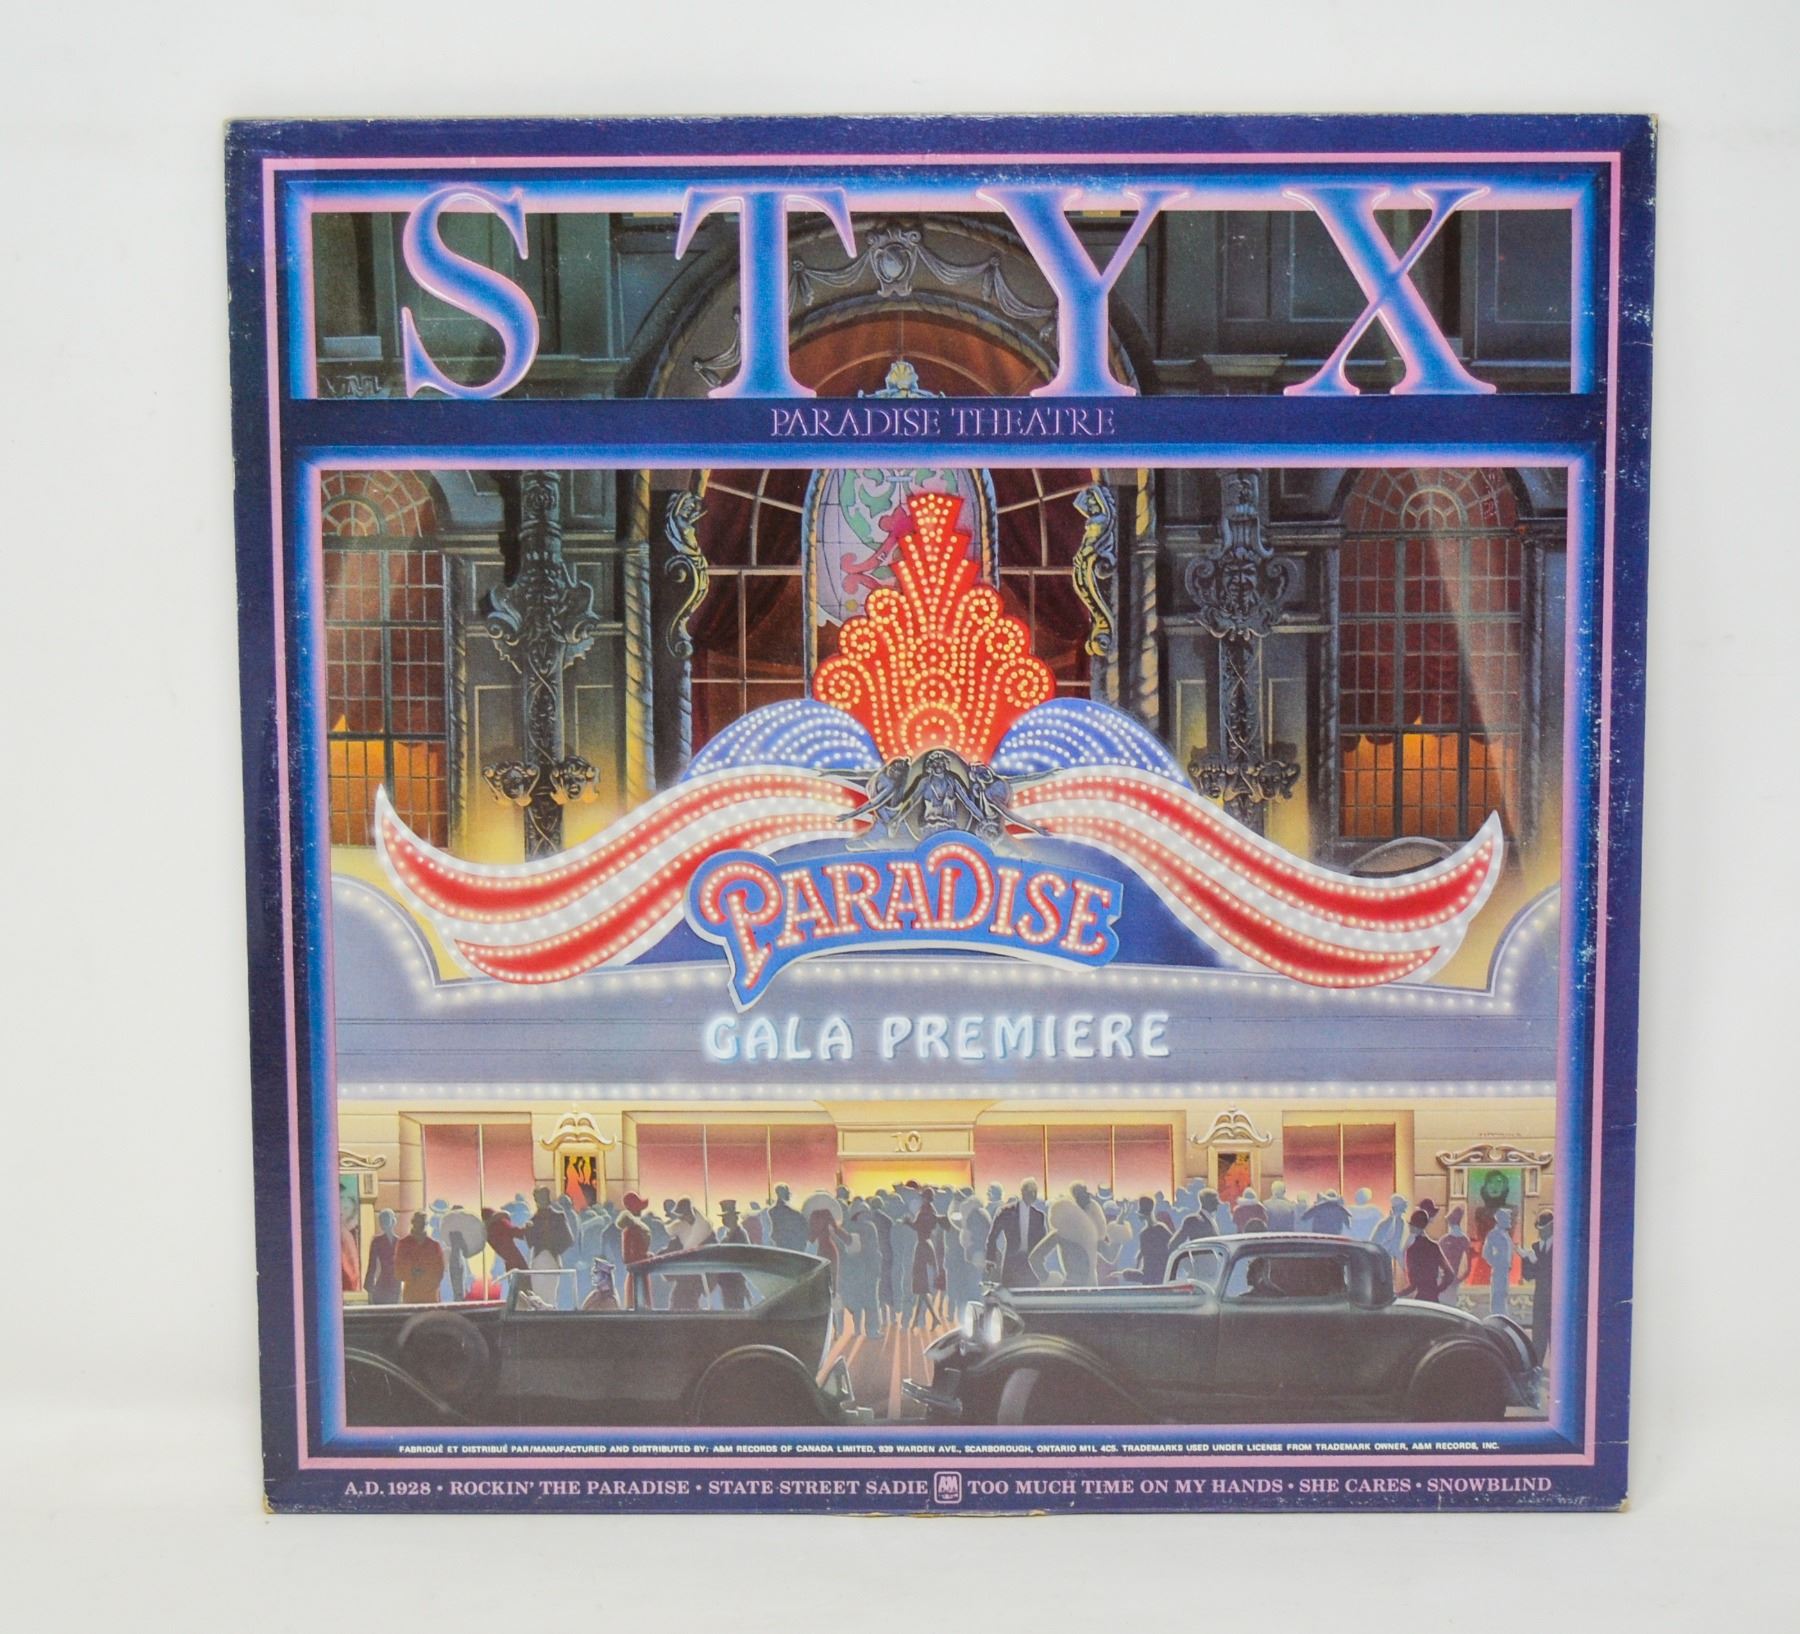 STYX
PARADISE THEATRE
PARADISE
GALA PREMIERE
10
FABRIQUÉ ET DISTRIBUÉ PAR/MANUFACTURED AND DISTRIBUTED BY: A&M RECORDS OF CANADA LIMITED, 939 WARDEN AVE., SCARBOROUGH, ONTARIO M1L 4C5. TRADEMARKS USED UNDER LICENSE FROM TRADEMARK OWNER, A&M RECORDS, INC.
A.D. 1928 • ROCKIN' THE PARADISE • STATE STREET SADIE A&M TOO MUCH TIME ON MY HANDS • SHE CARES • SNOWBLIND